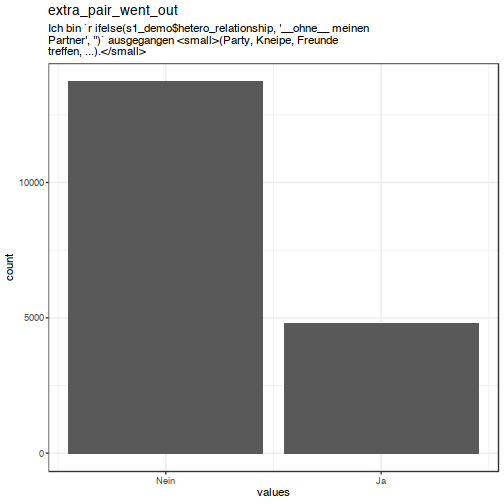 extra_pair_went_out
Ich bin `r ifelse(s1_demo$hetero_relationship, '__ohne__ meinen
Partner', '')` ausgegangen <small>(Party, Kneipe, Freunde
treffen, ...).</small>
10000
5000
0
count
Nein
Ja
values